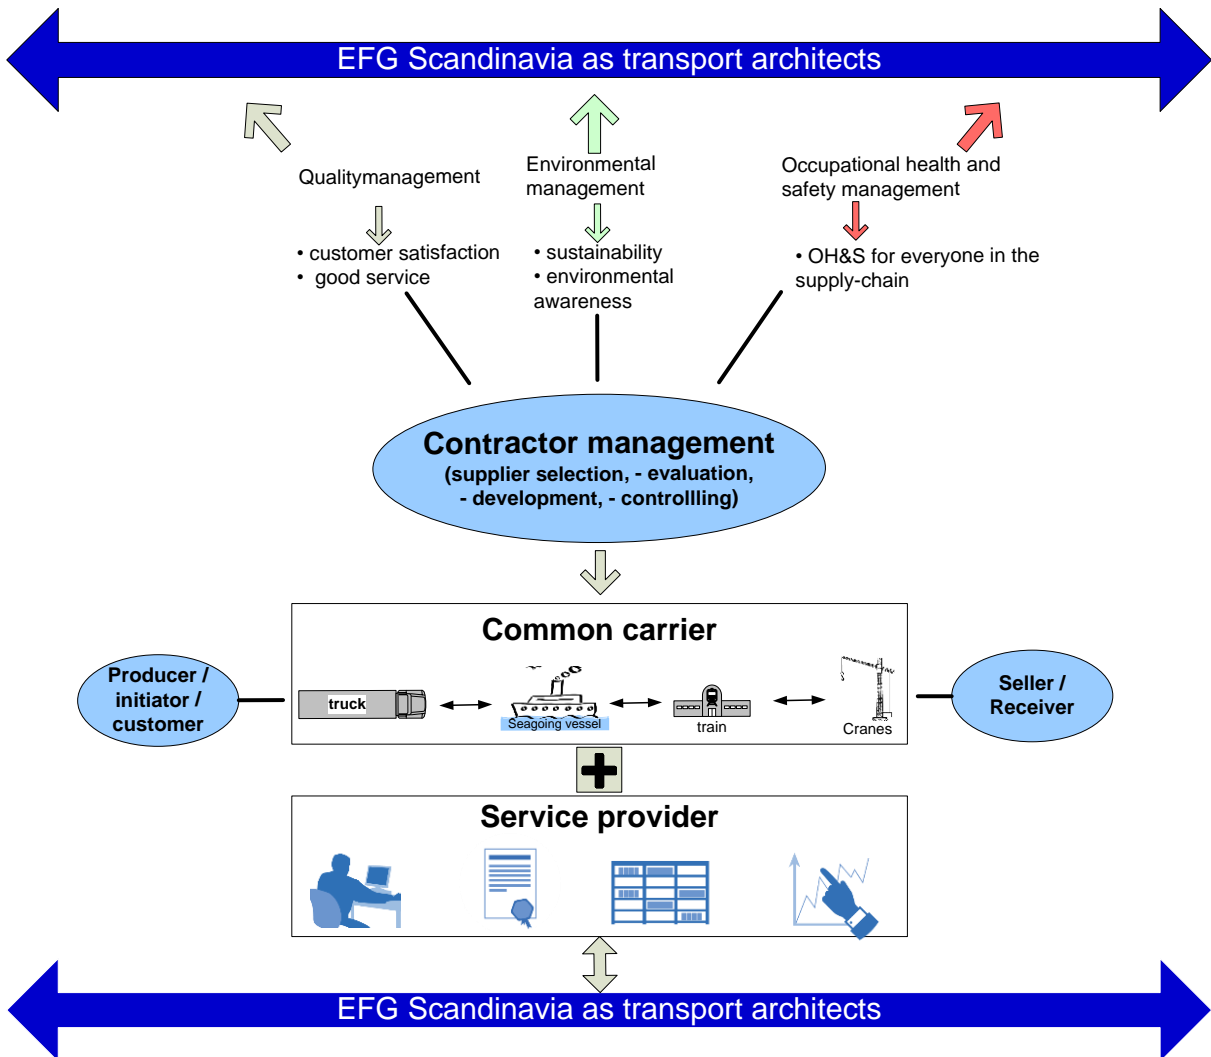 EFG Scandinavia as transport architects
Qualitymanagement
• customer satisfaction
• good service
Environmental
management
• sustainability
• environmental
awareness
Occupational health and
safety management
• OH&S for everyone in the
supply-chain
Contractor management
(supplier selection, - evaluation,
- development, - controllling)
Common carrier
Producer /
initiator /
customer
truck
Seagoing vessel
train
Cranes
Seller /
Receiver
Service provider
EFG Scandinavia as transport architects